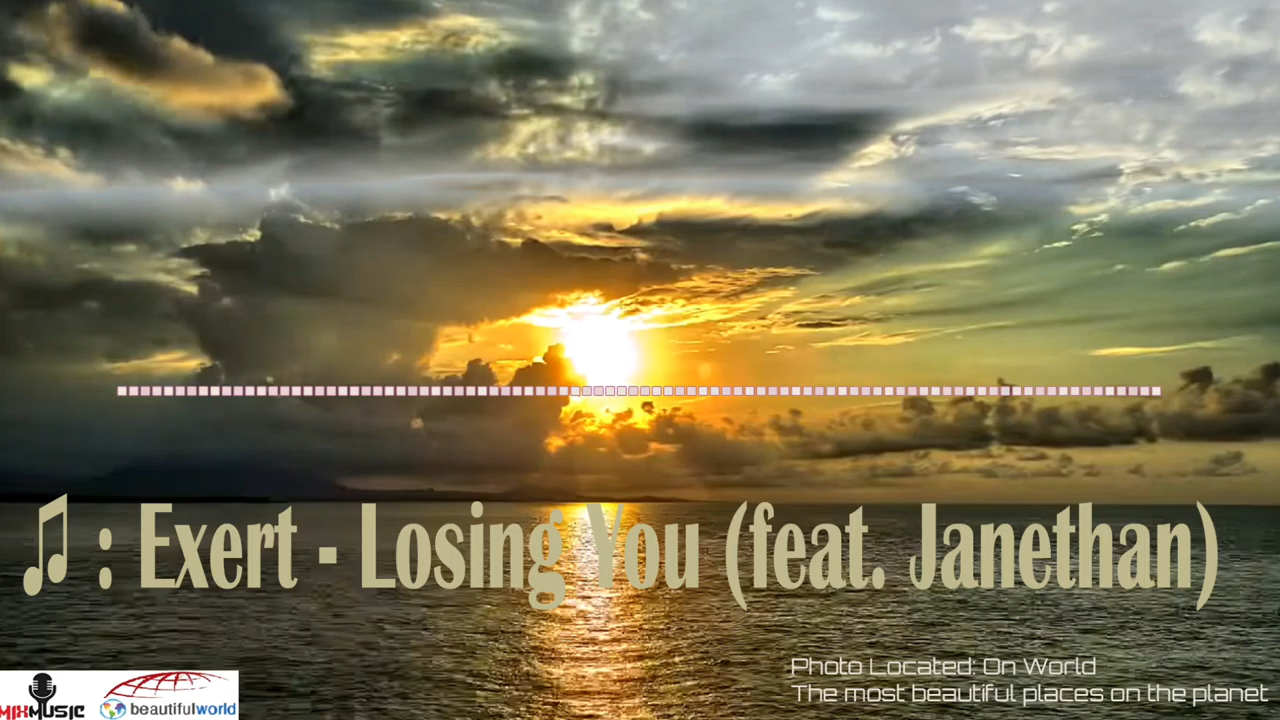 ♫ : Exert - Losing You (feat. Janethan)
Photo Located: On World
The most beautiful places on the planet
MIXMUSIC
beautifulworld